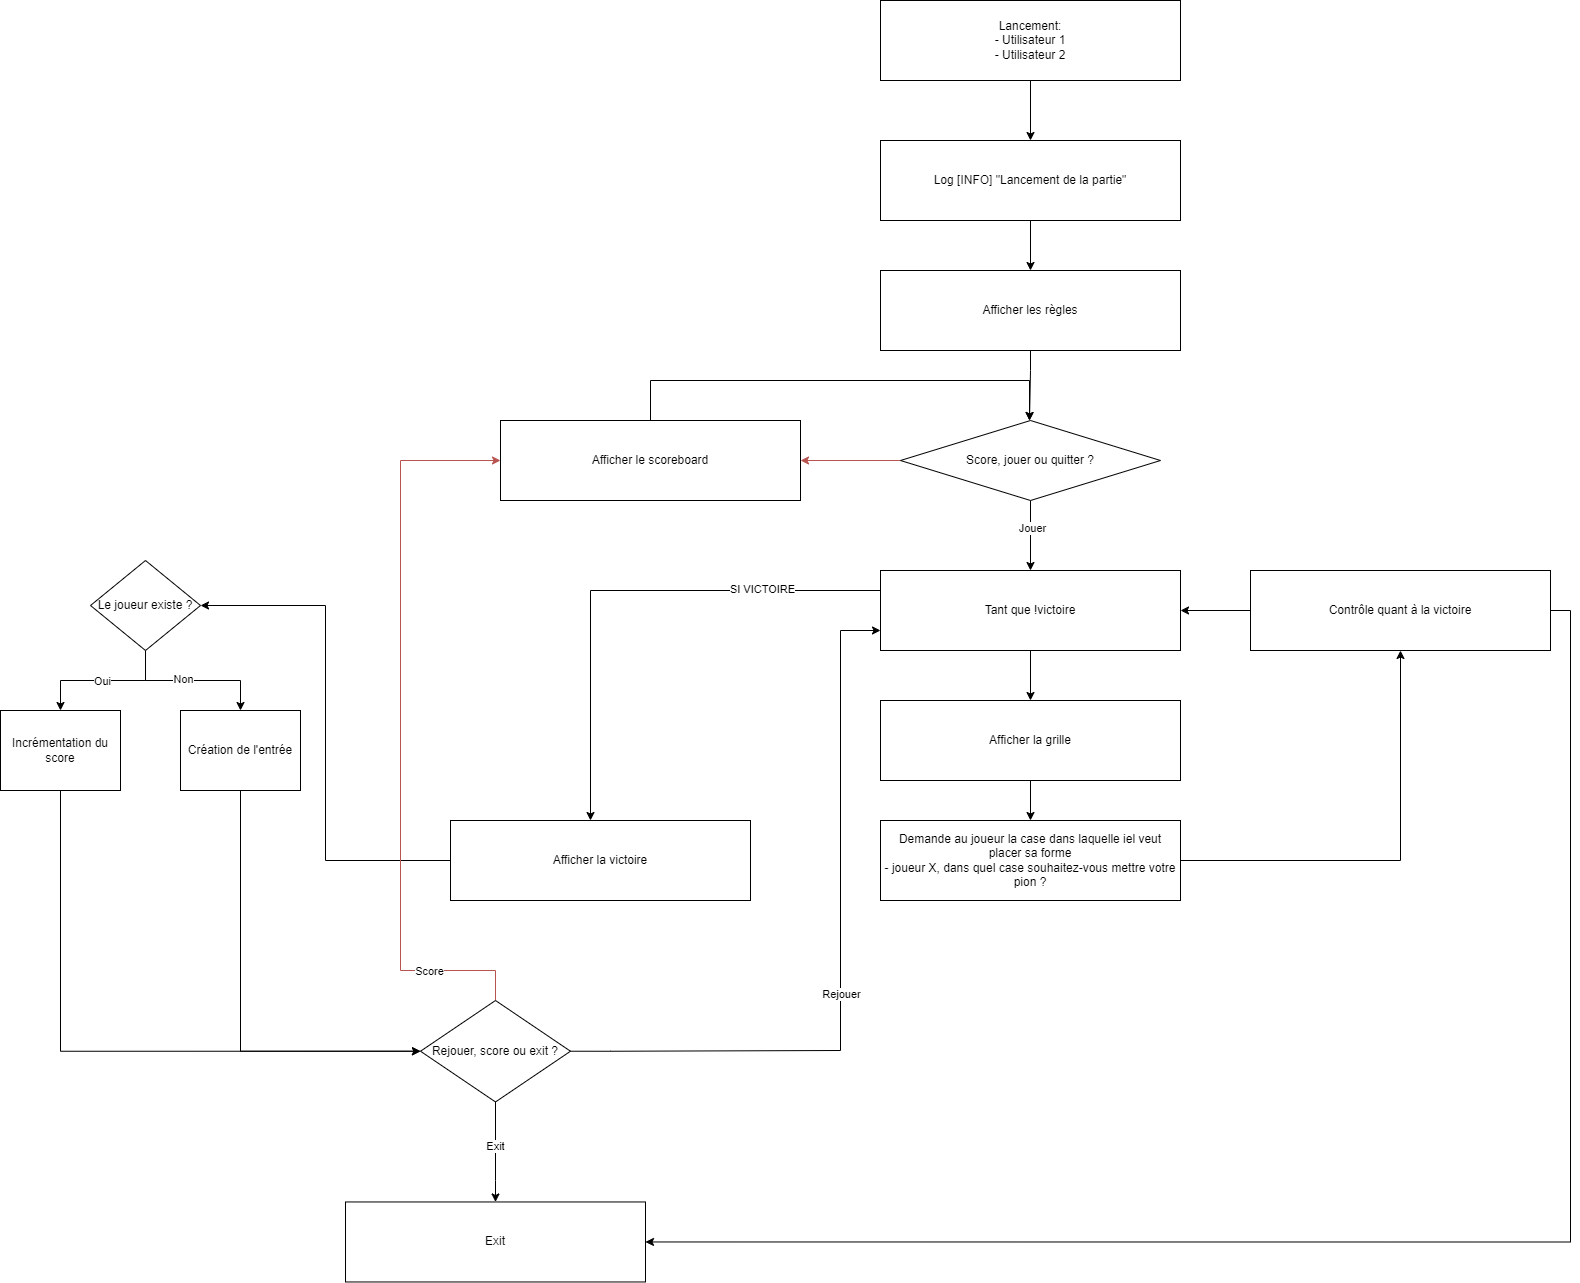 Lancement:
- Utilisateur 1
- Utilisateur 2
Log [INFO] "Lancement de la partie"
Afficher les règles
Afficher le scoreboard
Score, jouer ou quitter ?
Jouer
SI VICTOIRE
Tant que !victoire
Contrôle quant à la victoire
Le joueur existe ?
Oui
Non
Incrémentation du
score
Création de l'entrée
Afficher la grille
Demande au joueur la case dans laquelle iel veut
placer sa forme
- joueur X, dans quel case souhaitez-vous mettre votre
pion ?
Afficher la victoire
Score
Rejouer
Rejouer, score ou exit ?
Exit
Exit